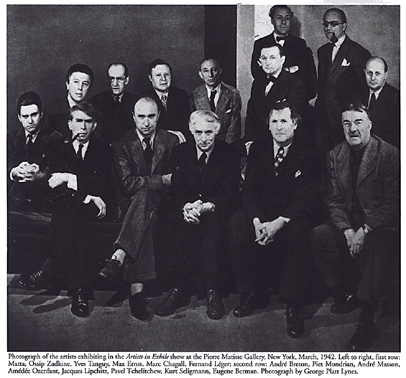 Photograph of the artists exhibiting in the Artists in Exhile show at the Pierre Matisse Gallery, New York, March, 1942. Left to right, first row:
Matta, Ossip Zadkine, Yves Tanguy, Max Ernst, Marc Chagall, Fernand Léger; second row: André Breton, Piet Mondrian, André Masson,
Amédée Ozenfant, Jacques Lipchitz, Pavel Tchelitchew, Kurt Seligmann, Eugene Berman. Photograph by George Platt Lynes.